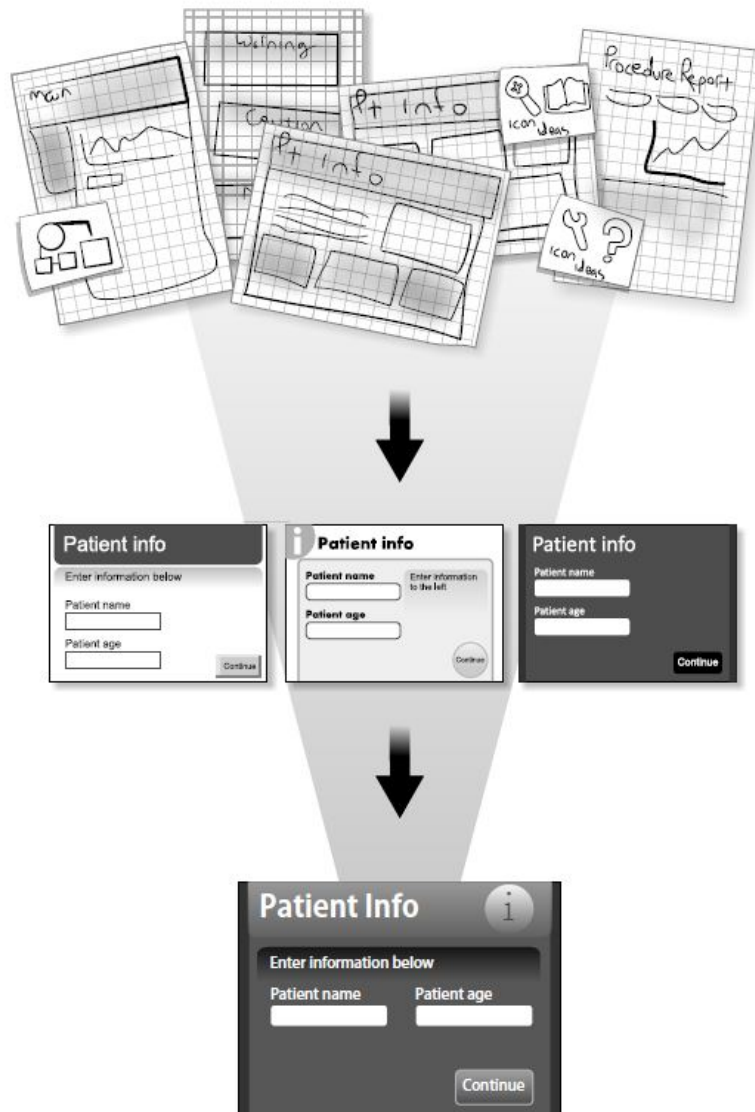 Main
Warning
Caution
Pt Info
Pt Info
icon ideas
Procedure Report
icon
ideas
Patient info
Enter information below
Patient name
Patient age
Continue
Patient info
Patient name
Enter information
to the left
Patient age
Continue
Patient info
Patient name
Patient age
Continue
Patient Info
i
Enter information below
Patient name
Patient age
Continue